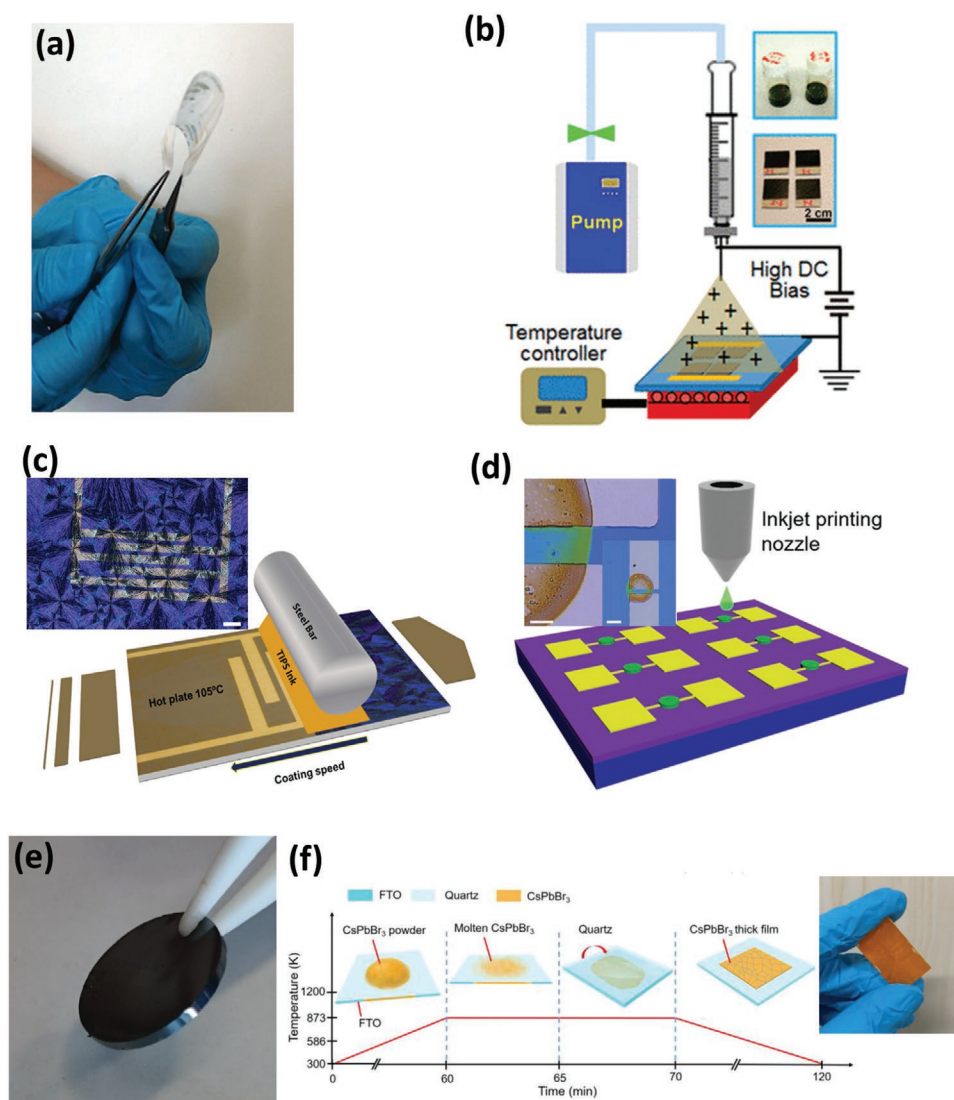 (a)
(b)
Pump
2 cm
High DC
Bias
Temperature
controller
(c)
Steel Bar
TIPS Ink
Hot plate 105ºC
Coating speed
(d)
Inkjet printing
nozzle
(e)
(f)
FTO
Quartz
CsPbBr₃
CsPbBr₃ powder
Molten CsPbBr₃
Quartz
CsPbBr₃ thick film
FTO
Temperature (K)
1200
873
586
300
0
60
65
70
120
Time (min)